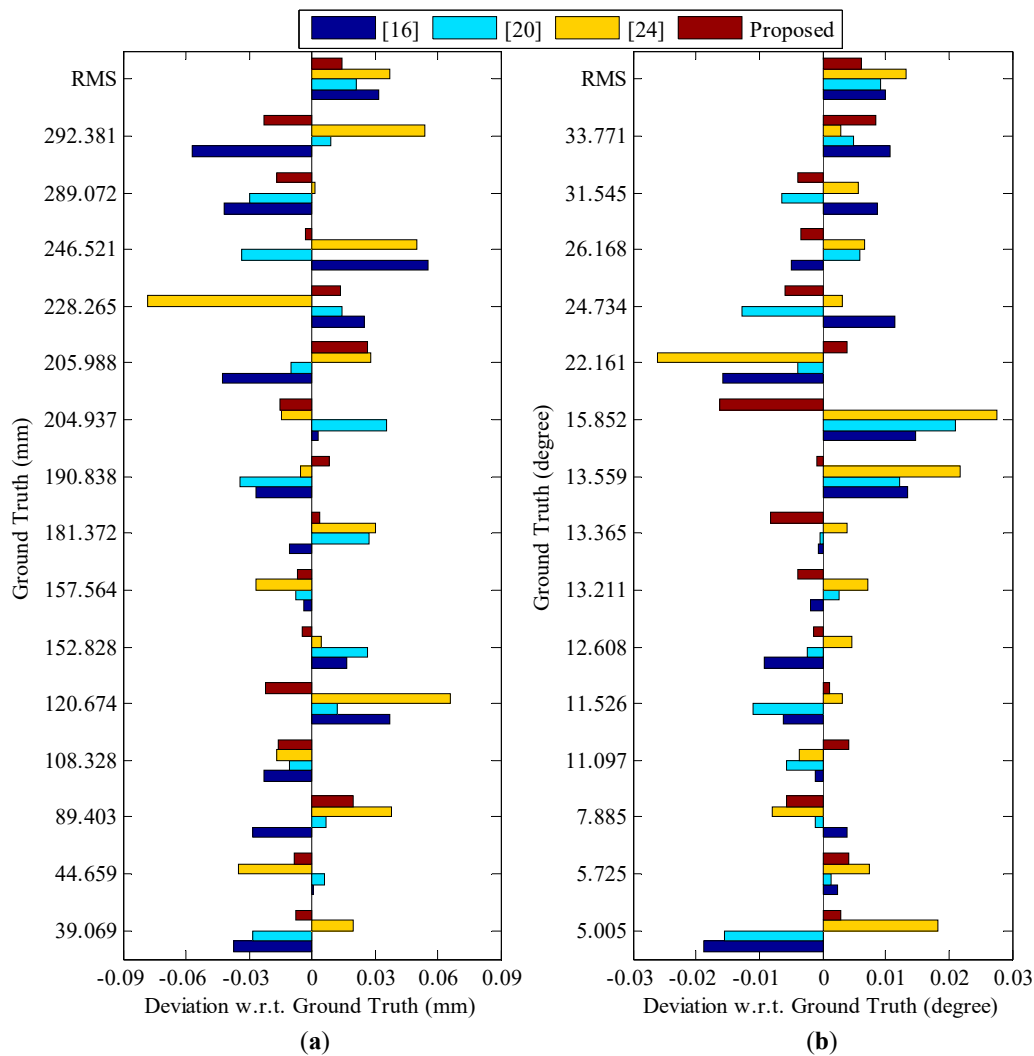 [16] [20] [24] Proposed
Ground Truth (mm)
RMS
292.381
289.072
246.521
228.265
205.988
204.937
190.838
181.372
157.564
152.828
120.674
108.328
89.403
44.659
39.069
-0.09 -0.06 -0.03 0 0.03 0.06 0.09
Deviation w.r.t. Ground Truth (mm)
(a)
Ground Truth (degree)
RMS
33.771
31.545
26.168
24.734
22.161
15.852
13.559
13.365
13.211
12.608
11.526
11.097
7.885
5.725
5.005
-0.03 -0.02 -0.01 0 0.01 0.02 0.03
Deviation w.r.t. Ground Truth (degree)
(b)